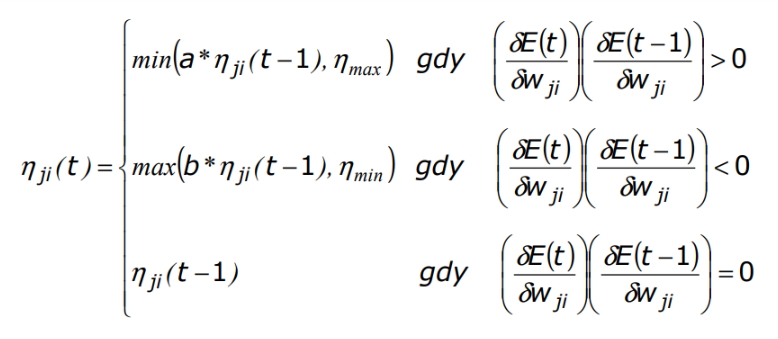 min(a*η_ji(t−1), η_max) gdy (δE(t)/δw_ji)(δE(t−1)/δw_ji) > 0
η_ji(t) = { max(b*η_ji(t−1), η_min) gdy (δE(t)/δw_ji)(δE(t−1)/δw_ji) < 0
η_ji(t−1) gdy (δE(t)/δw_ji)(δE(t−1)/δw_ji) = 0